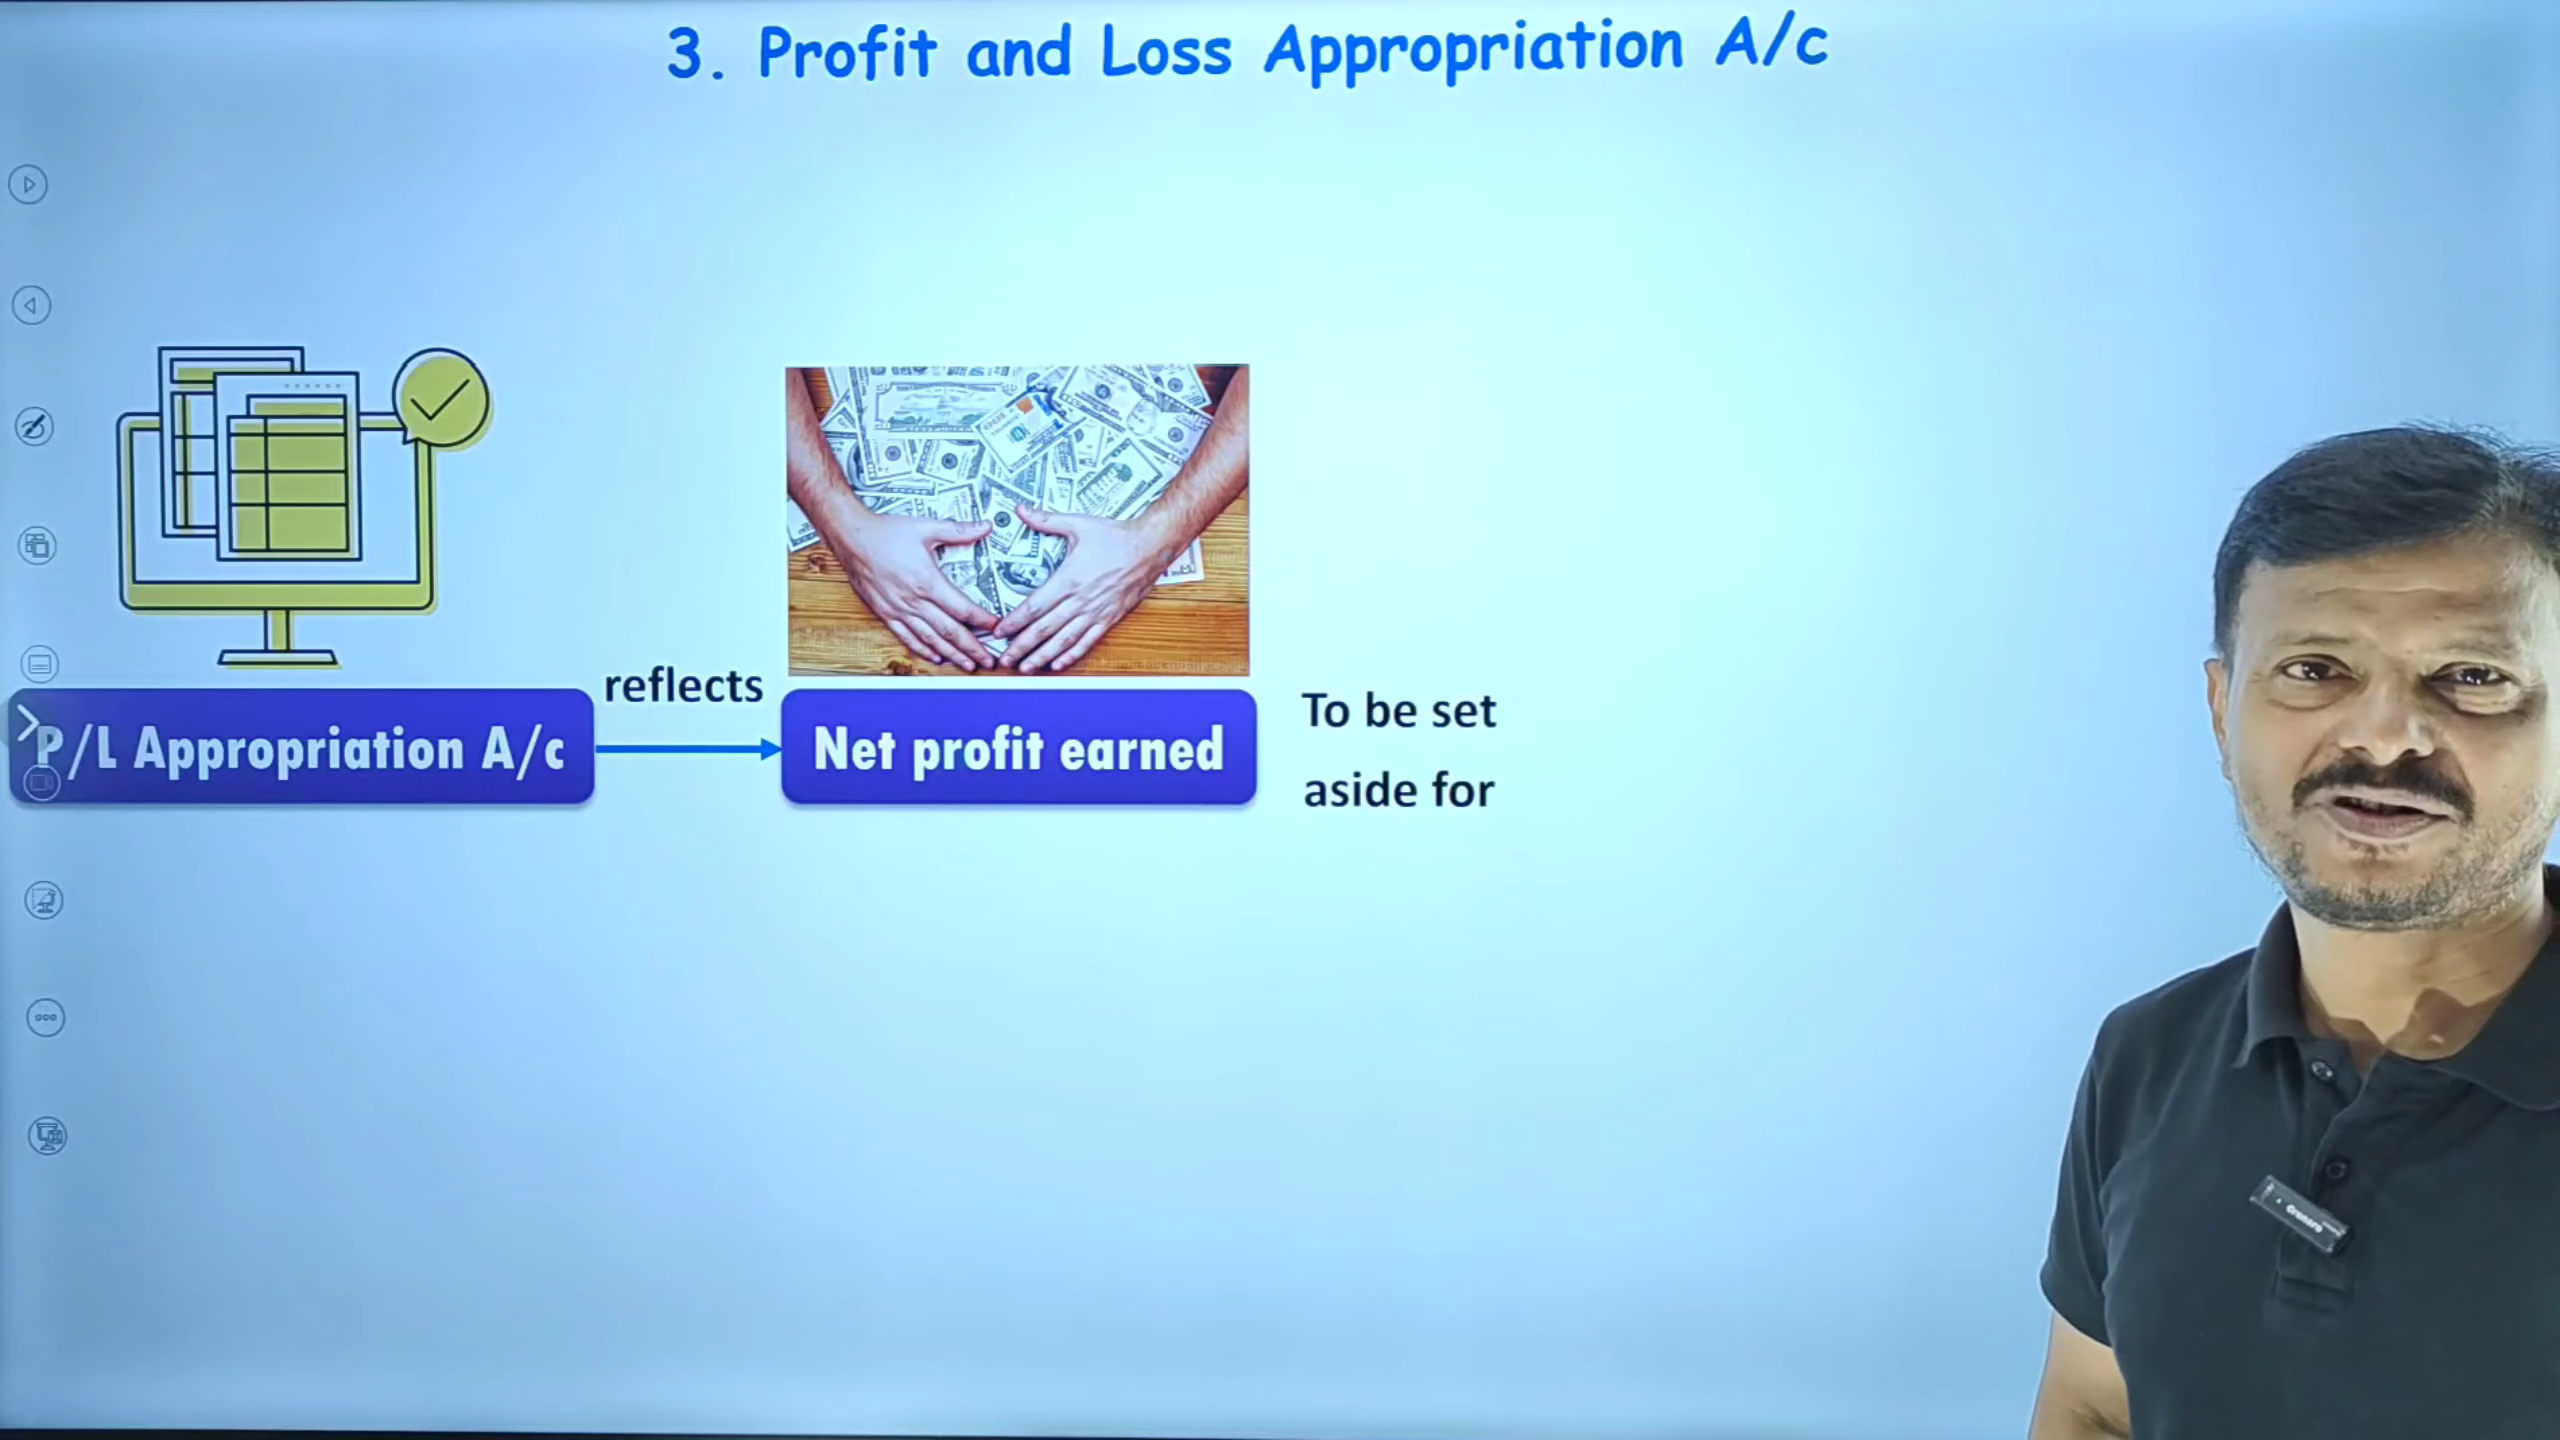 3. Profit and Loss Appropriation A/c
reflects
P/L Appropriation A/c
Net profit earned
To be set
aside for